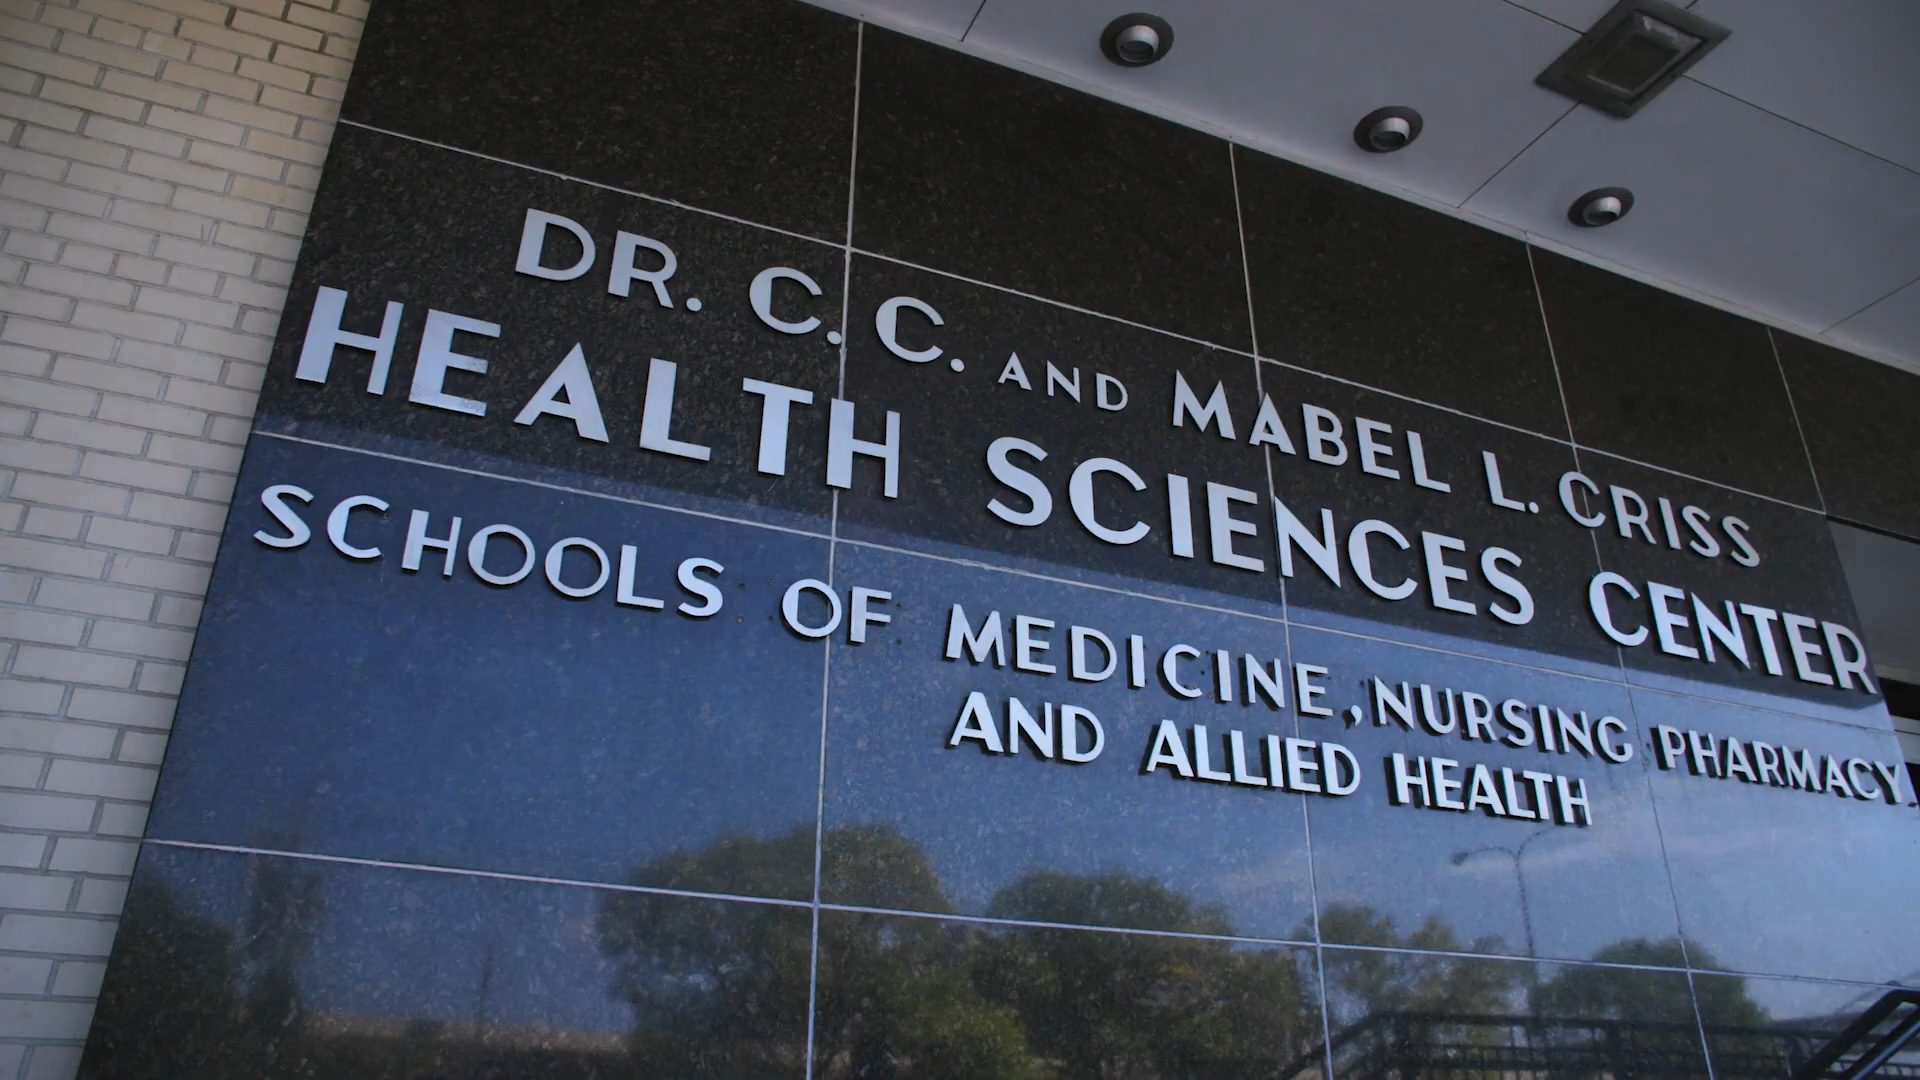 DR. C. C. AND MABEL L. CRISS
HEALTH SCIENCES CENTER
SCHOOLS OF MEDICINE, NURSING PHARMACY,
AND ALLIED HEALTH